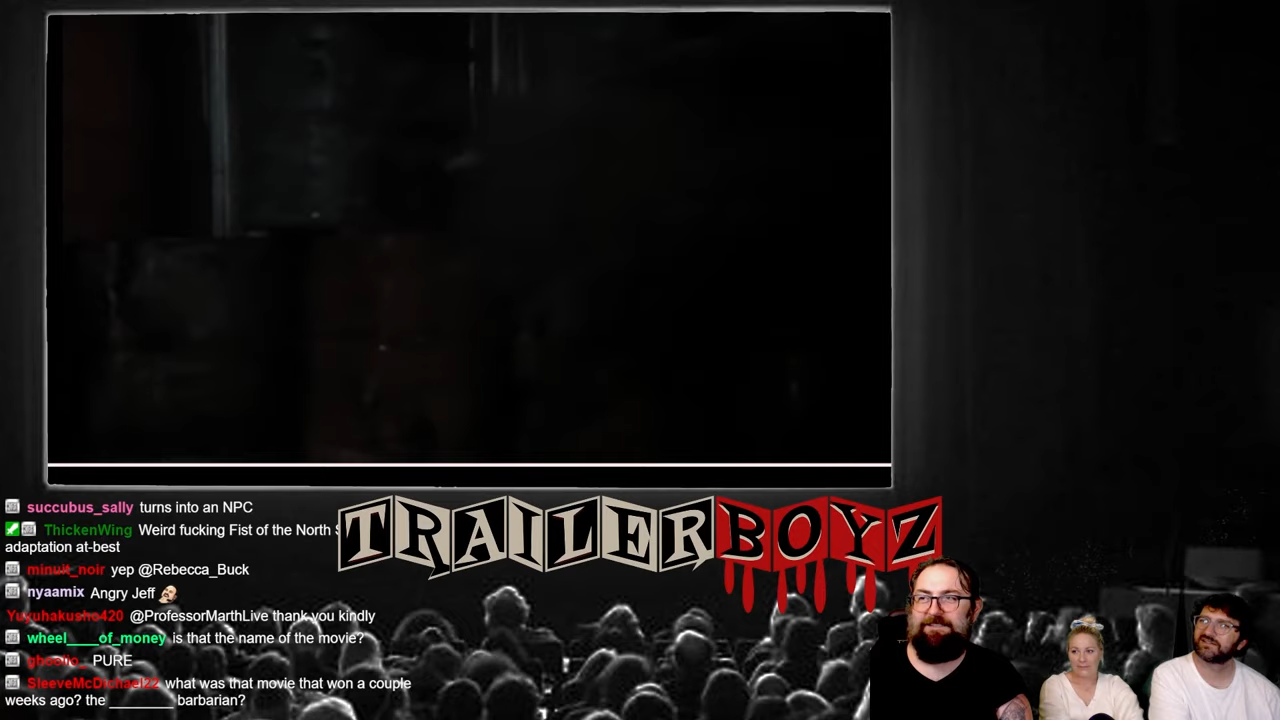 TRAILERBOYZ
succubus_sally turns into an NPC
ThickenWing Weird fucking Fist of the North
adaptation at-best
minuit_noir yep @Rebecca_Buck
nyaamix Angry Jeff
Yuyuhakusho420 @ProfessorMarthLive thank you kindly
wheel____of_money is that the name of the movie?
PURE
SleeveMcDichael22 what was that movie that won a couple
weeks ago? the _________ barbarian?